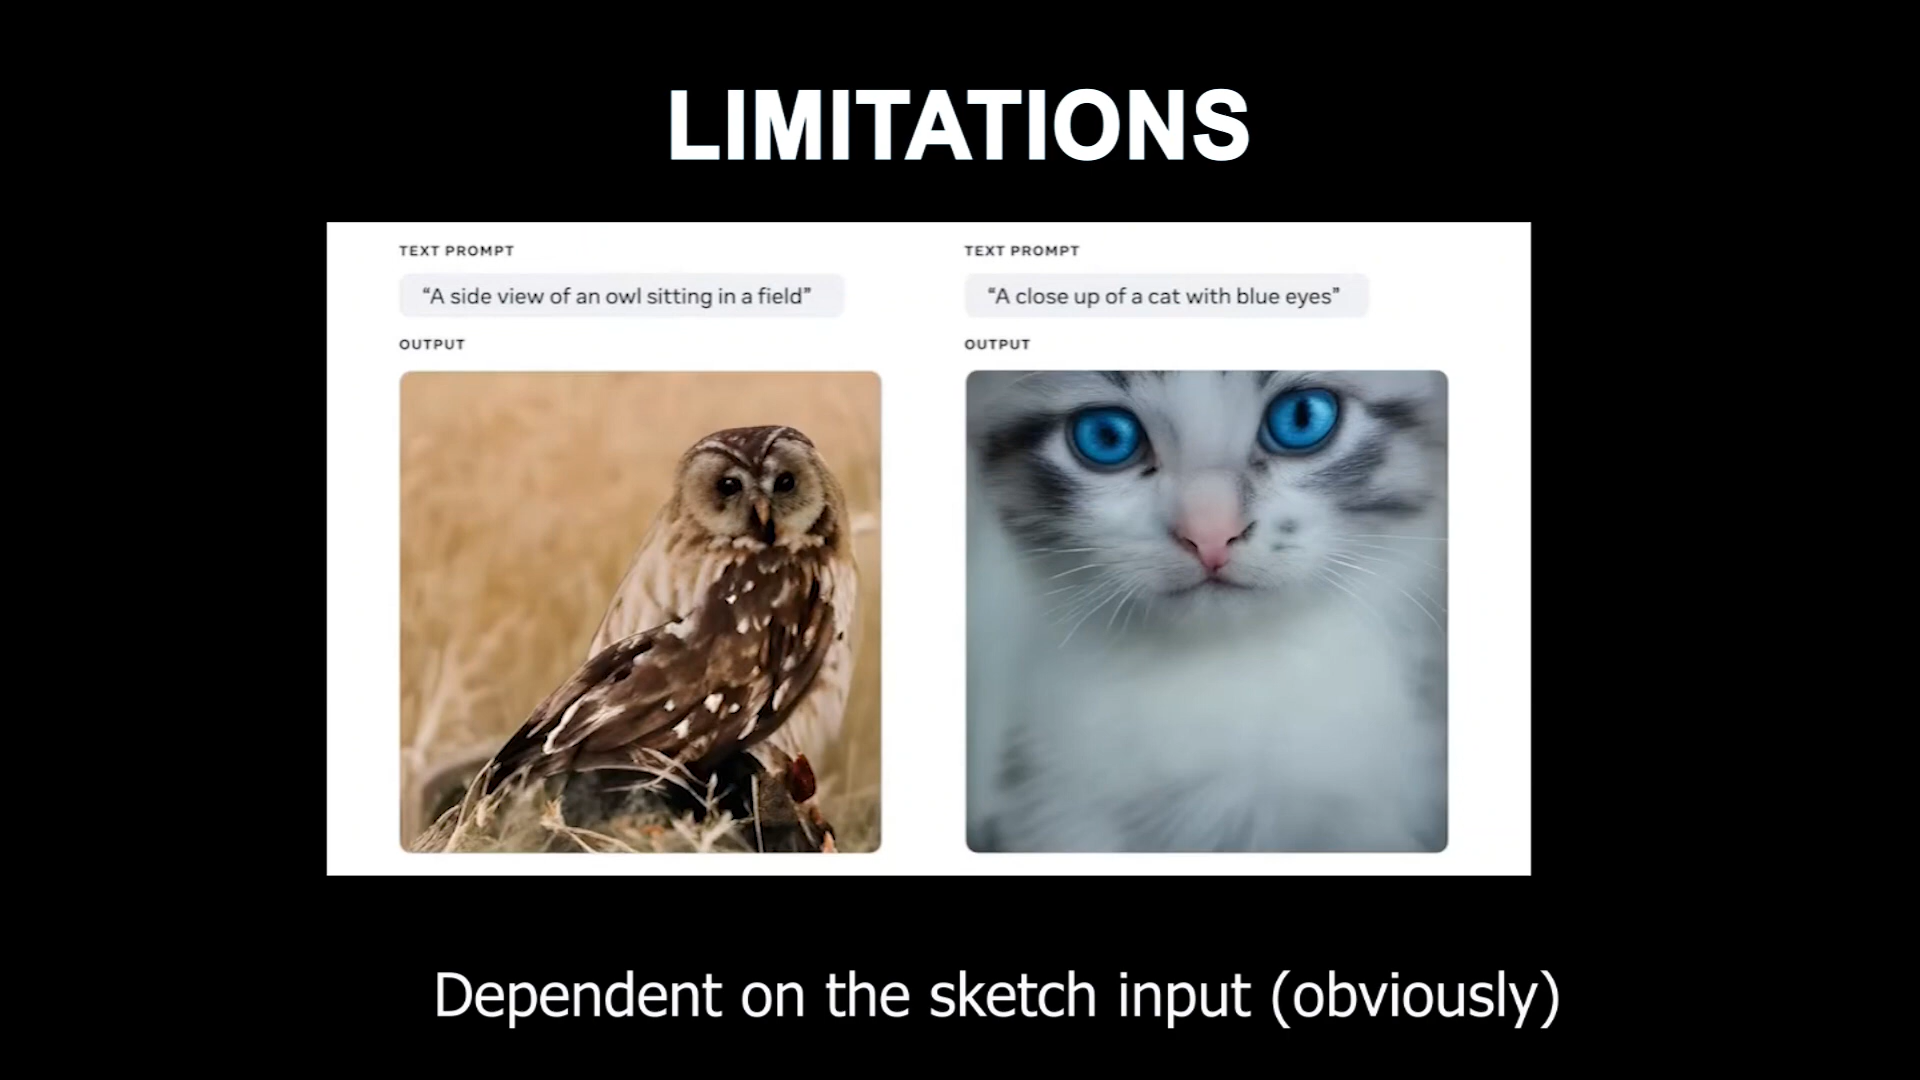 LIMITATIONS
TEXT PROMPT
“A side view of an owl sitting in a field”
OUTPUT
TEXT PROMPT
“A close up of a cat with blue eyes”
OUTPUT
Dependent on the sketch input (obviously)